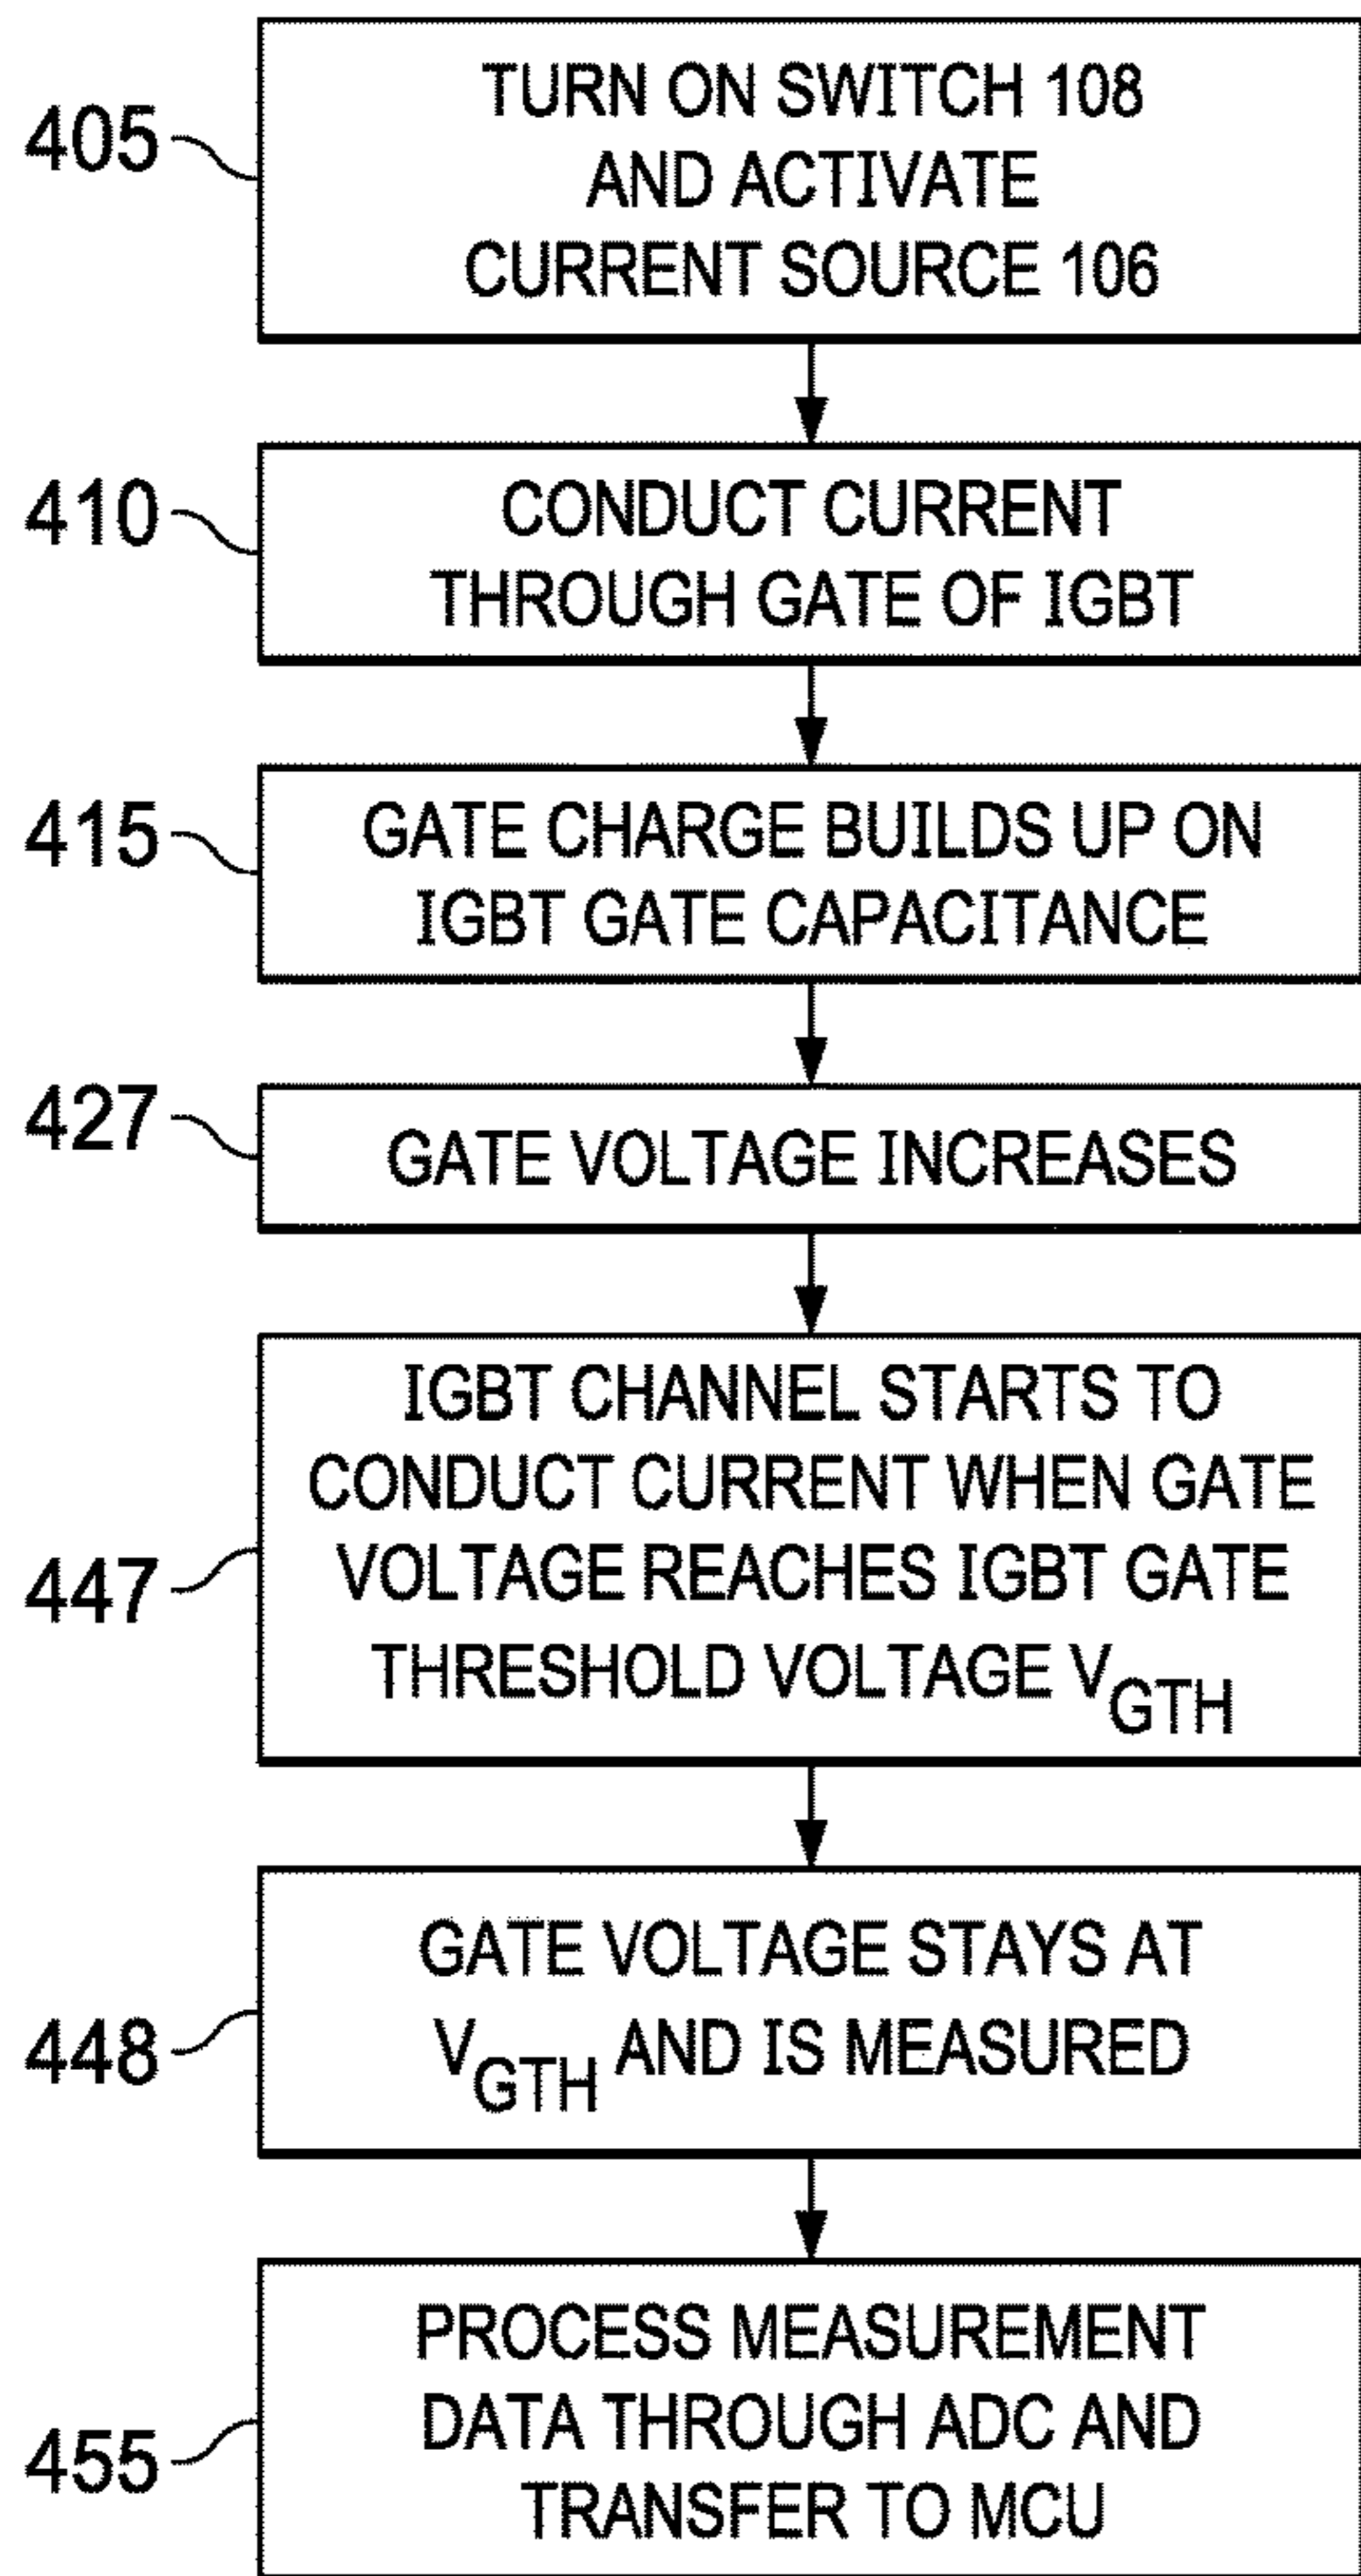 405
TURN ON SWITCH 108
AND ACTIVATE
CURRENT SOURCE 106
410
CONDUCT CURRENT
THROUGH GATE OF IGBT
415
GATE CHARGE BUILDS UP ON
IGBT GATE CAPACITANCE
427
GATE VOLTAGE INCREASES
447
IGBT CHANNEL STARTS TO
CONDUCT CURRENT WHEN GATE
VOLTAGE REACHES IGBT GATE
THRESHOLD VOLTAGE VGTH
448
GATE VOLTAGE STAYS AT
VGTH AND IS MEASURED
455
PROCESS MEASUREMENT
DATA THROUGH ADC AND
TRANSFER TO MCU